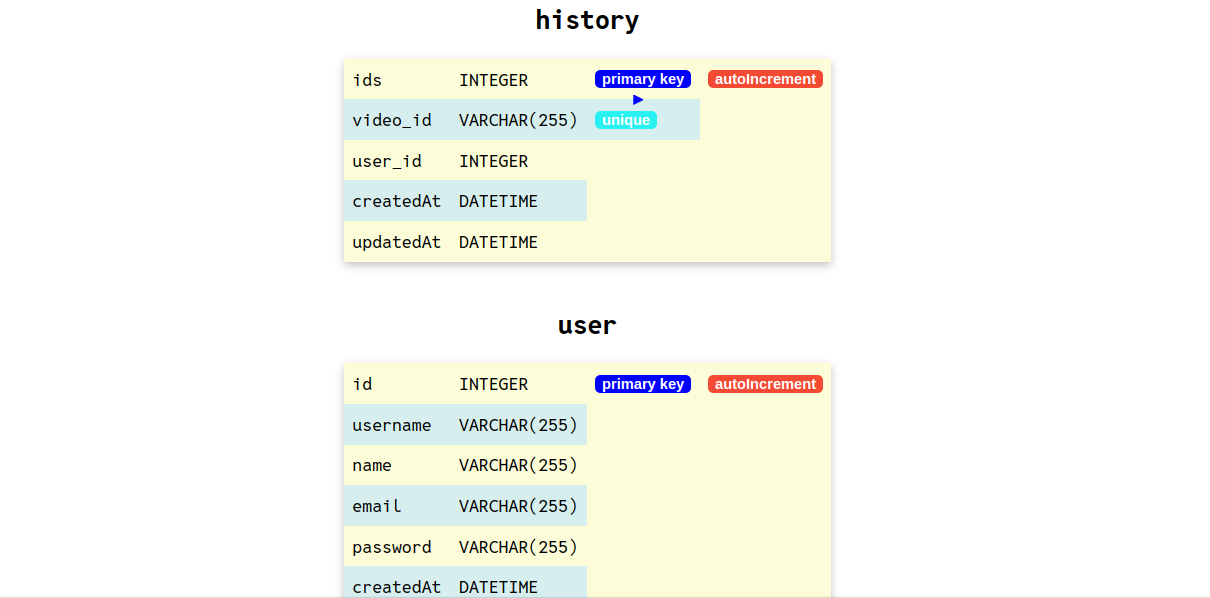 history
ids INTEGER primary key autoIncrement
video_id VARCHAR(255) unique
user_id INTEGER
createdAt DATETIME
updatedAt DATETIME
user
id INTEGER primary key autoIncrement
username VARCHAR(255)
name VARCHAR(255)
email VARCHAR(255)
password VARCHAR(255)
createdAt DATETIME